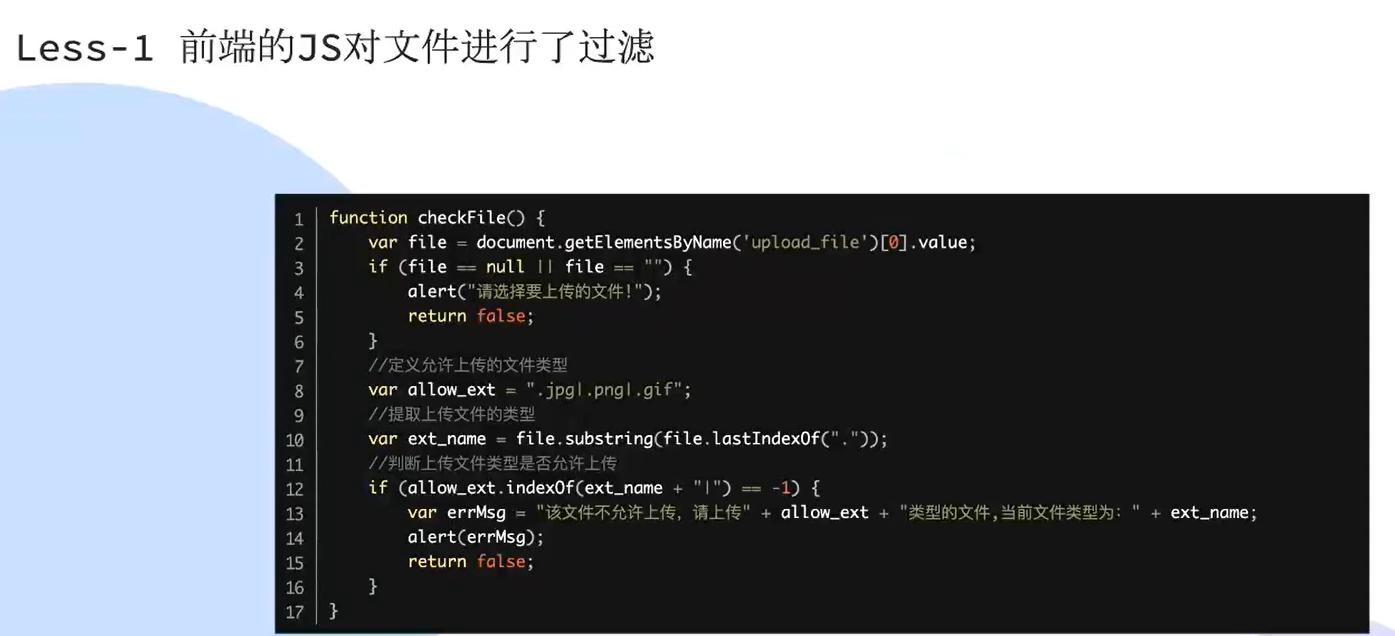 Less-1 前端的JS对文件进行了过滤
1 function checkFile() {
2     var file = document.getElementsByName('upload_file')[0].value;
3     if (file == null || file == "") {
4         alert("请选择要上传的文件!");
5         return false;
6     }
7     //定义允许上传的文件类型
8     var allow_ext = ".jpg|.png|.gif";
9     //提取上传文件的类型
10     var ext_name = file.substring(file.lastIndexOf("."));
11     //判断上传文件类型是否允许上传
12     if (allow_ext.indexOf(ext_name + "|") == -1) {
13         var errMsg = "该文件不允许上传，请上传" + allow_ext + "类型的文件,当前文件类型为：" + ext_name;
14         alert(errMsg);
15         return false;
16     }
17 }